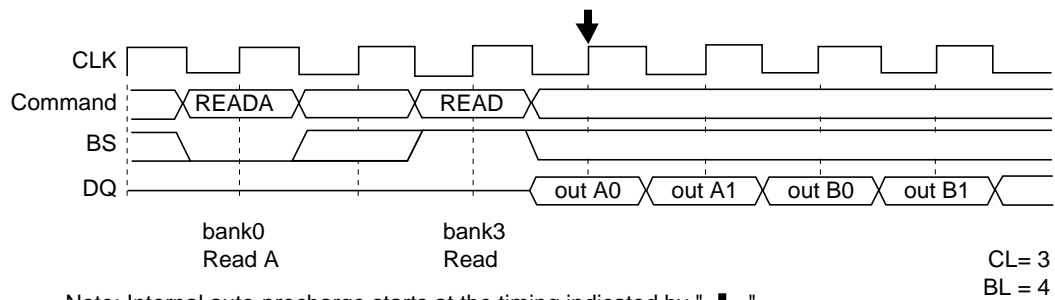 CLK
Command READA READ
BS
DQ out A0 out A1 out B0 out B1
bank0 bank3
Read A Read CL= 3
BL = 4
Note: Internal auto-precharge starts at the timing indicated by " ".